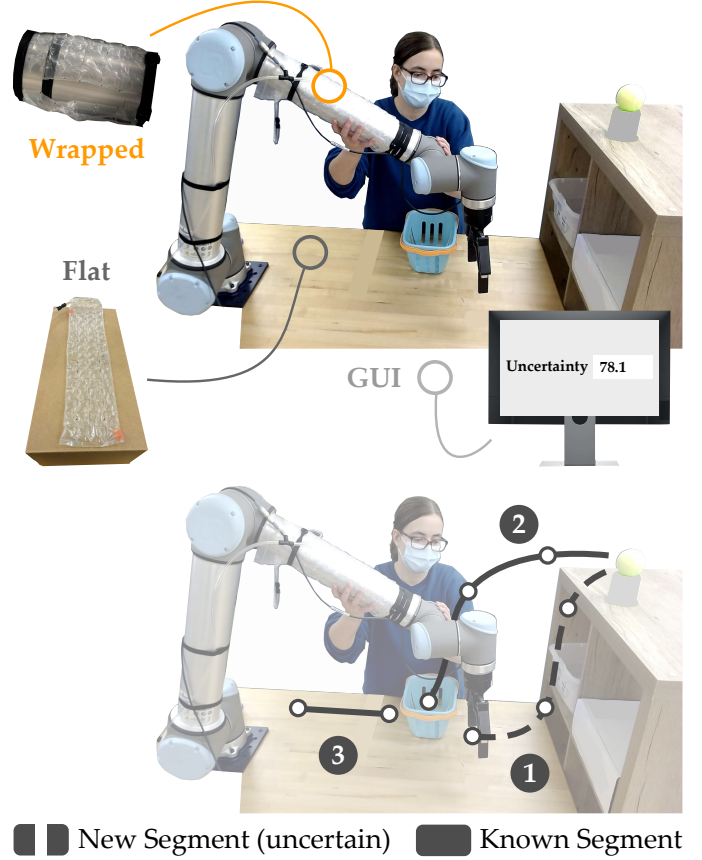 Wrapped
Flat
GUI
Uncertainty 78.1
2
3
1
New Segment (uncertain)
Known Segment